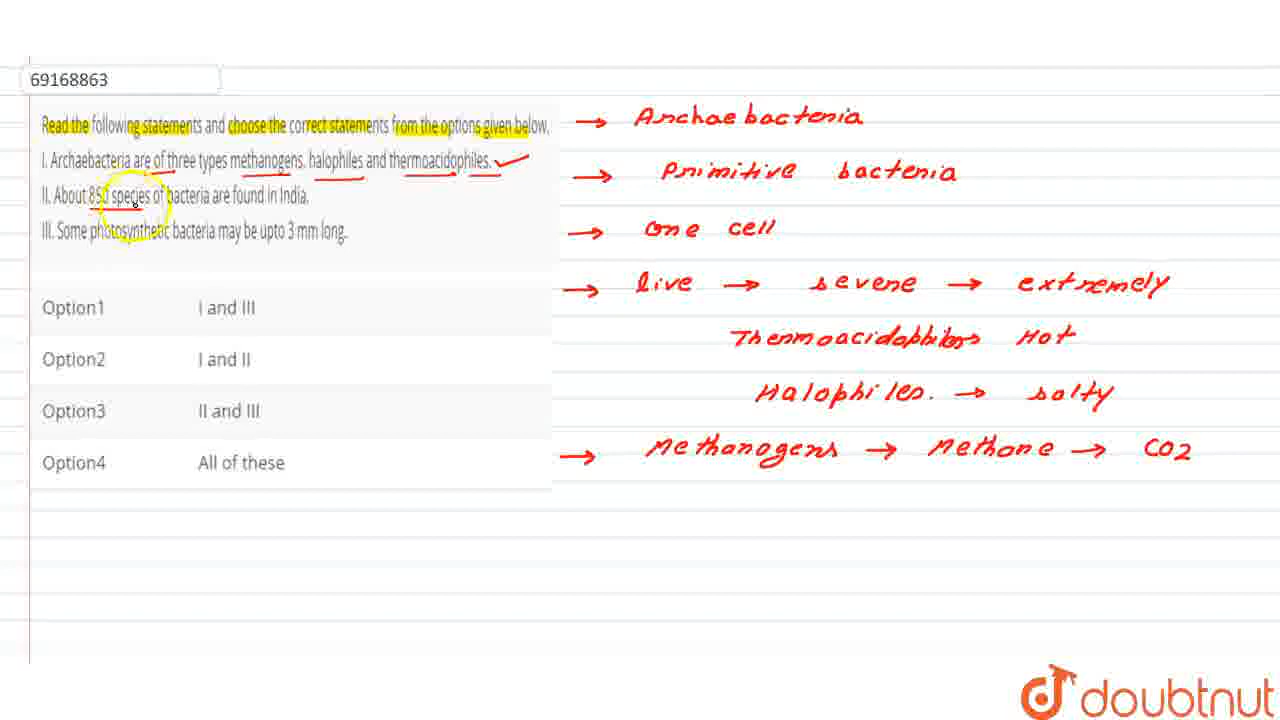 69168863
Read the following statements and choose the correct statements from the options given below.
I. Archaebacteria are of three types methanogens. halophiles and thermoacidophiles.
II. About 850 species of bacteria are found in India.
III. Some photosynthetic bacteria may be upto 3 mm long.
Option1 I and III
Option2 I and II
Option3 II and III
Option4 All of these
→ Archaebacteria
→ Primitive bacteria
→ one cell
→ live → severe → extremely
Thermoacidophiles Hot
Halophiles. → salty
→ Methanogens → Methane → CO2
doubtnut